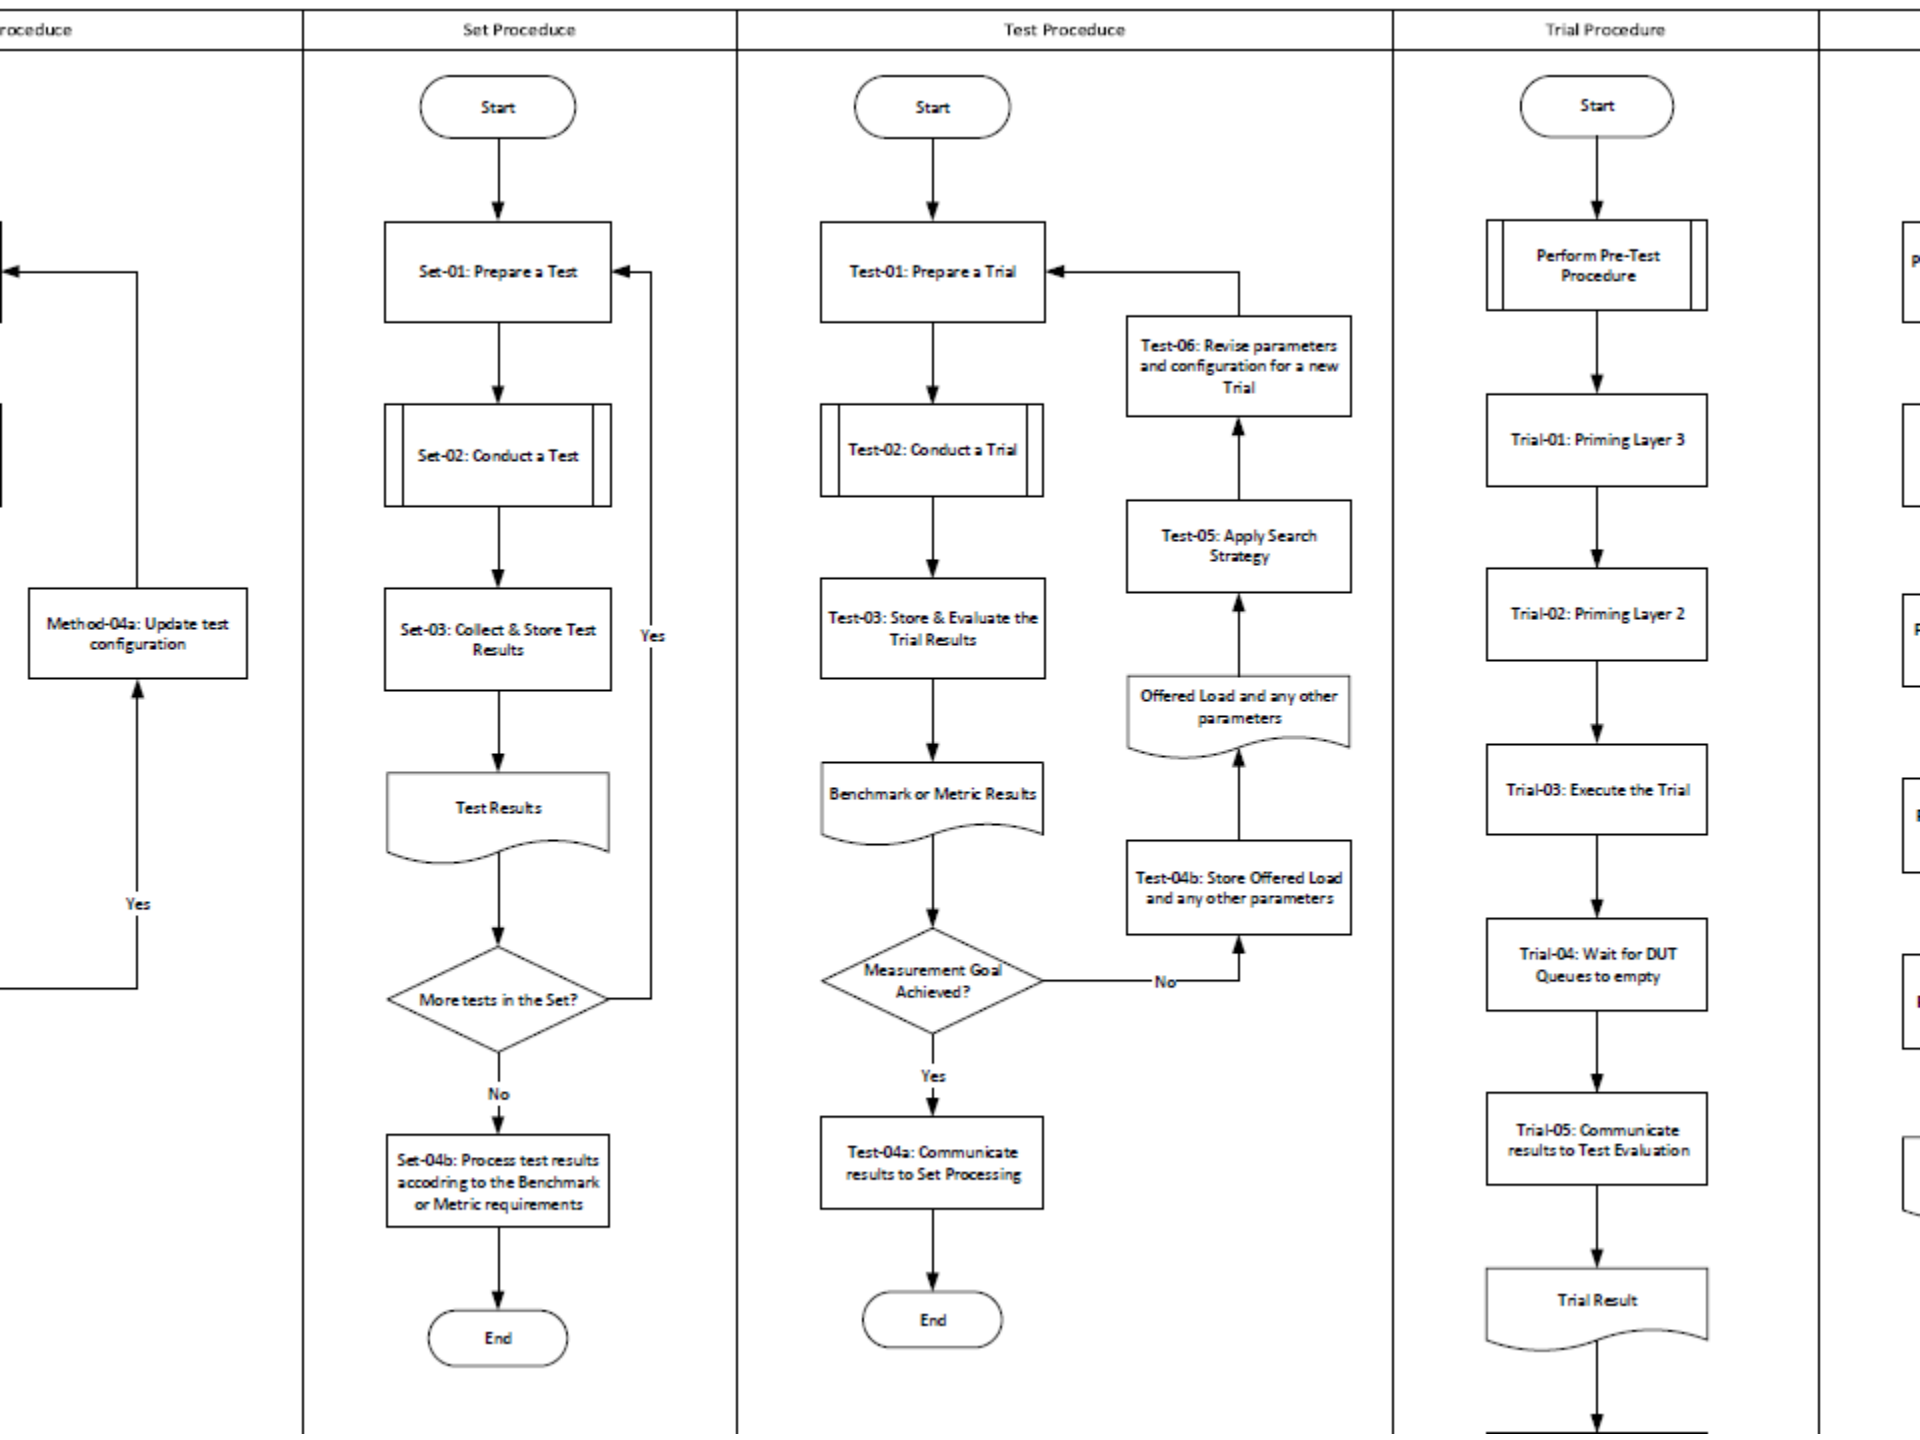 rocedure
Set Procedure
Test Procedure
Trial Procedure
Method-04a: Update test
configuration
Yes
Start
Set-01: Prepare a Test
Set-02: Conduct a Test
Set-03: Collect & Store Test
Results
Yes
Test Results
More tests in the Set?
No
Set-04b: Process test results
accodring to the Benchmark
or Metric requirements
End
Start
Test-01: Prepare a Trial
Test-02: Conduct a Trial
Test-03: Store & Evaluate the
Trial Results
Benchmark or Metric Results
Measurement Goal
Achieved?
No
Yes
Test-04a: Communicate
results to Set Processing
End
Test-06: Revise parameters
and configuration for a new
Trial
Test-05: Apply Search
Strategy
Offered Load and any other
parameters
Test-04b: Store Offered Load
and any other parameters
Start
Perform Pre-Test
Procedure
Trial-01: Priming Layer 3
Trial-02: Priming Layer 2
Trial-03: Execute the Trial
Trial-04: Wait for DUT
Queues to empty
Trial-05: Communicate
results to Test Evaluation
Trial Result